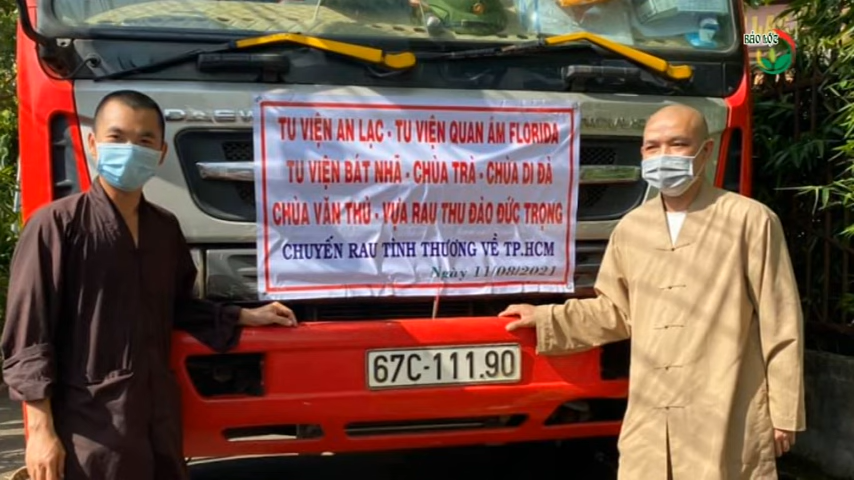 BẢO LỘC
DAEW
TU VIỆN AN LẠC - TU VIỆN QUAN ÂM FLORIDA
TU VIỆN BÁT NHÃ - CHÙA TRÀ - CHÙA DI ĐÀ
CHÙA VĂN THÙ - VỰA RAU THU ĐÀO ĐỨC TRỌNG
CHUYẾN RAU TÌNH THƯƠNG VỀ TP.HCM
Ngày 11/08/2021
67C-111.90